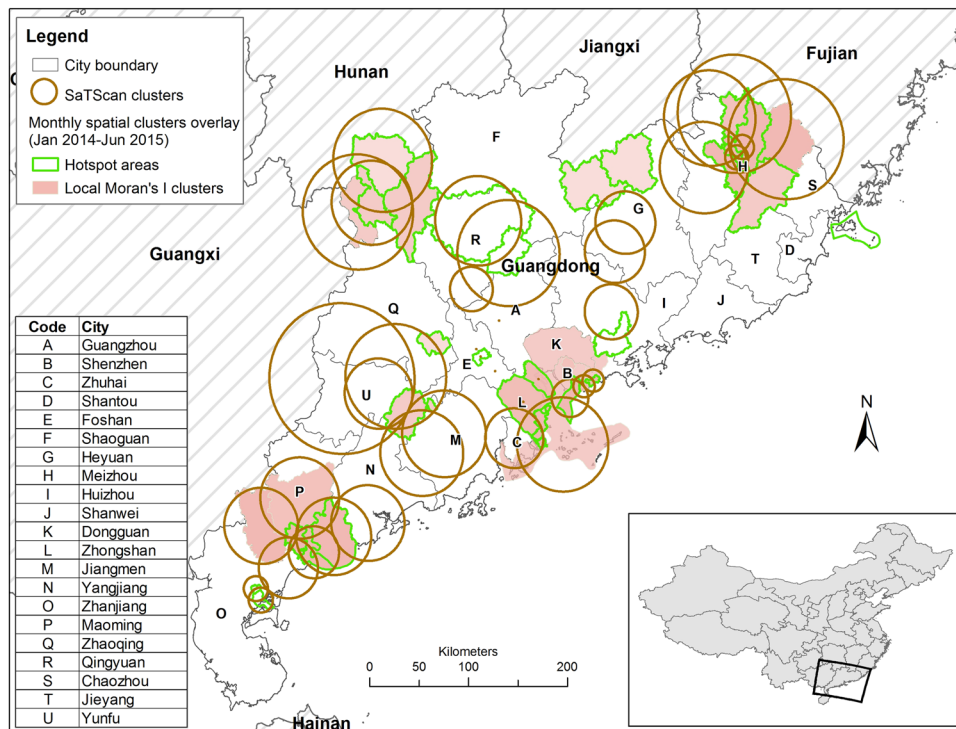 Legend
City boundary
SaTScan clusters
Monthly spatial clusters overlay
(Jan 2014-Jun 2015)
Hotspot areas
Local Moran's I clusters
Jiangxi
Fujian
Hunan
F
H
S
G
Guangxi
R
T
D
Guangdong
Q
A
I
J
K
E
B
U
L
M
C
N
P
O
N
Hainan
Code City
A Guangzhou
B Shenzhen
C Zhuhai
D Shantou
E Foshan
F Shaoguan
G Heyuan
H Meizhou
I Huizhou
J Shanwei
K Dongguan
L Zhongshan
M Jiangmen
N Yangjiang
O Zhanjiang
P Maoming
Q Zhaoqing
R Qingyuan
S Chaozhou
T Jieyang
U Yunfu
Kilometers
0 50 100 200